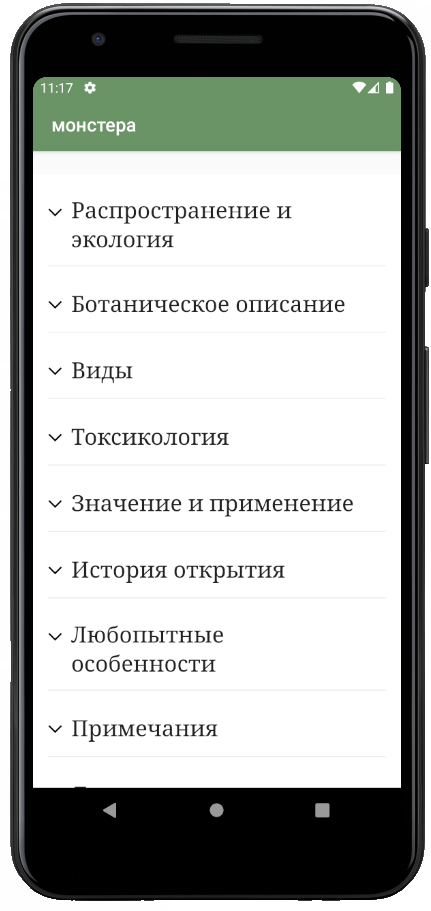 11:17
монстера
Распространение и
экология
Ботаническое описание
Виды
Токсикология
Значение и применение
История открытия
Любопытные
особенности
Примечания